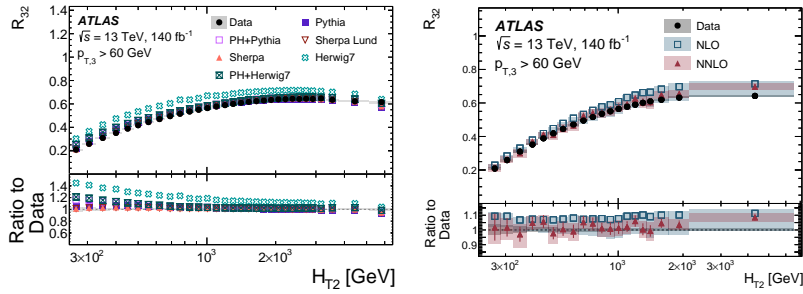 R32
ATLAS
√s = 13 TeV, 140 fb⁻¹
pT,3 > 60 GeV
Data
PH+Pythia
Sherpa
PH+Herwig7
Pythia
Sherpa Lund
Herwig7
1.4
1.2
1
0.8
0.6
0.4
0.2
Ratio to Data
1.4
1.2
1
0.8
0.6
3×10²
10³
2×10³
HT2 [GeV]
R32
ATLAS
√s = 13 TeV, 140 fb⁻¹
pT,3 > 60 GeV
Data
NLO
NNLO
1
0.8
0.6
0.4
0.2
Ratio to
Data
1.1
1
0.9
3×10²
10³
2×10³
3×10³
HT2 [GeV]